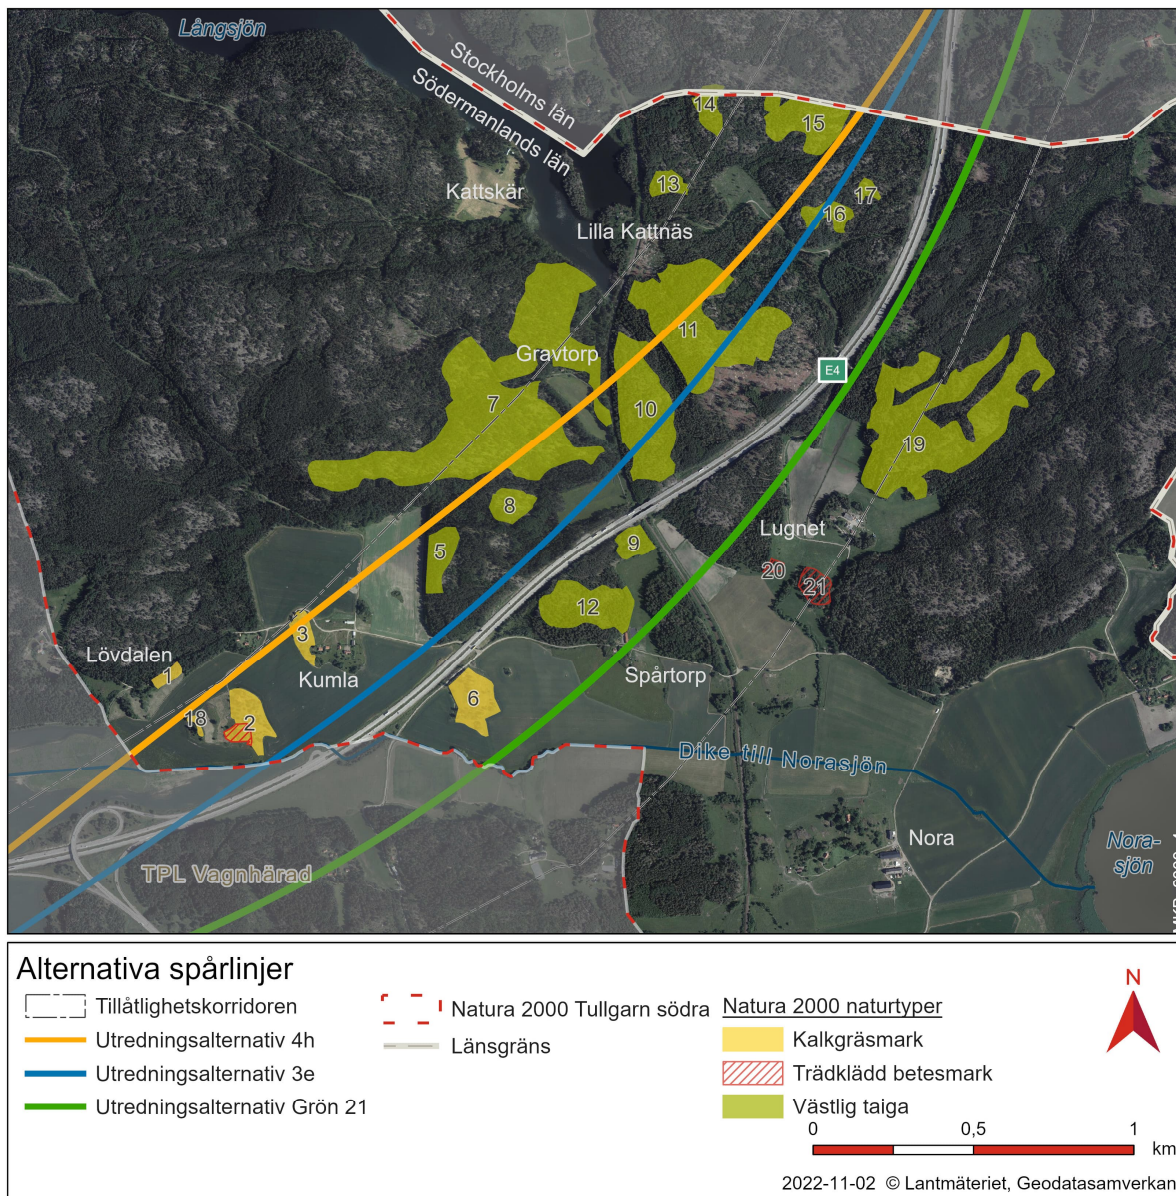 Långsjön
Stockholms län
Södermanlands län
14
15
Kattskär
13
17
16
Lilla Kattnäs
11
Gravtorp
E4
7
10
19
8
Lugnet
5
9
20
21
12
3
Lövdalen
1
Kumla
Spårtorp
6
18
2
Dike till Norasjön
Nora
Nora-
sjön
TPL Vagnhärad
Alternativa spårlinjer
Tillåtlighetskorridoren
Utredningsalternativ 4h
Utredningsalternativ 3e
Utredningsalternativ Grön 21
Natura 2000 Tullgarn södra
Länsgräns
Natura 2000 naturtyper
Kalkgräsmark
Trädklädd betesmark
Västlig taiga
N
0 0,5 1
km
2022-11-02 © Lantmäteriet, Geodatasamverkan